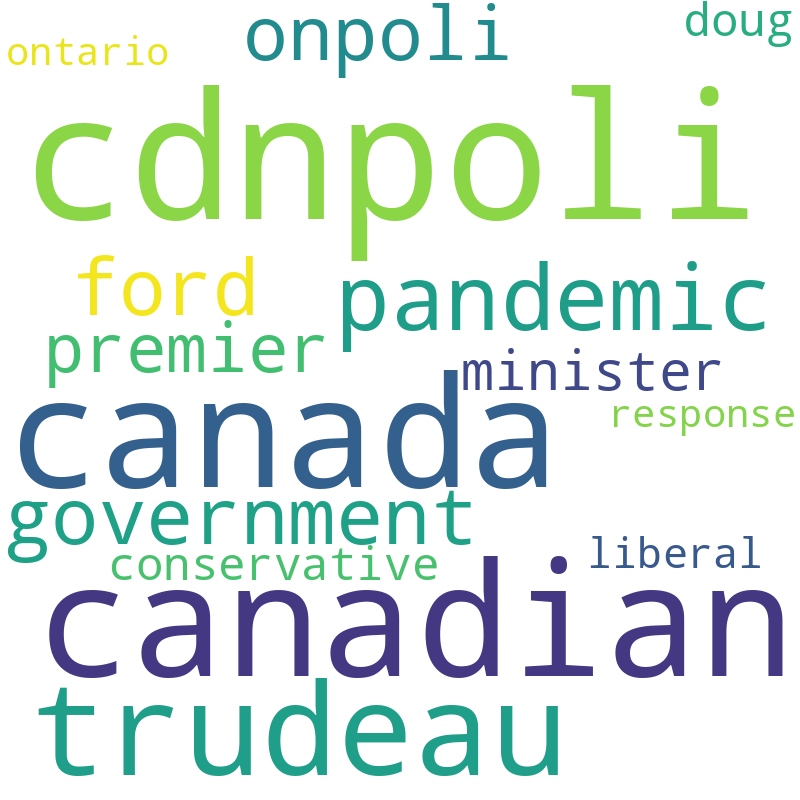 ontario onpoli doug
cdnpoli
ford pandemic
premier minister
canada response
government
conservative liberal
canadian
trudeau